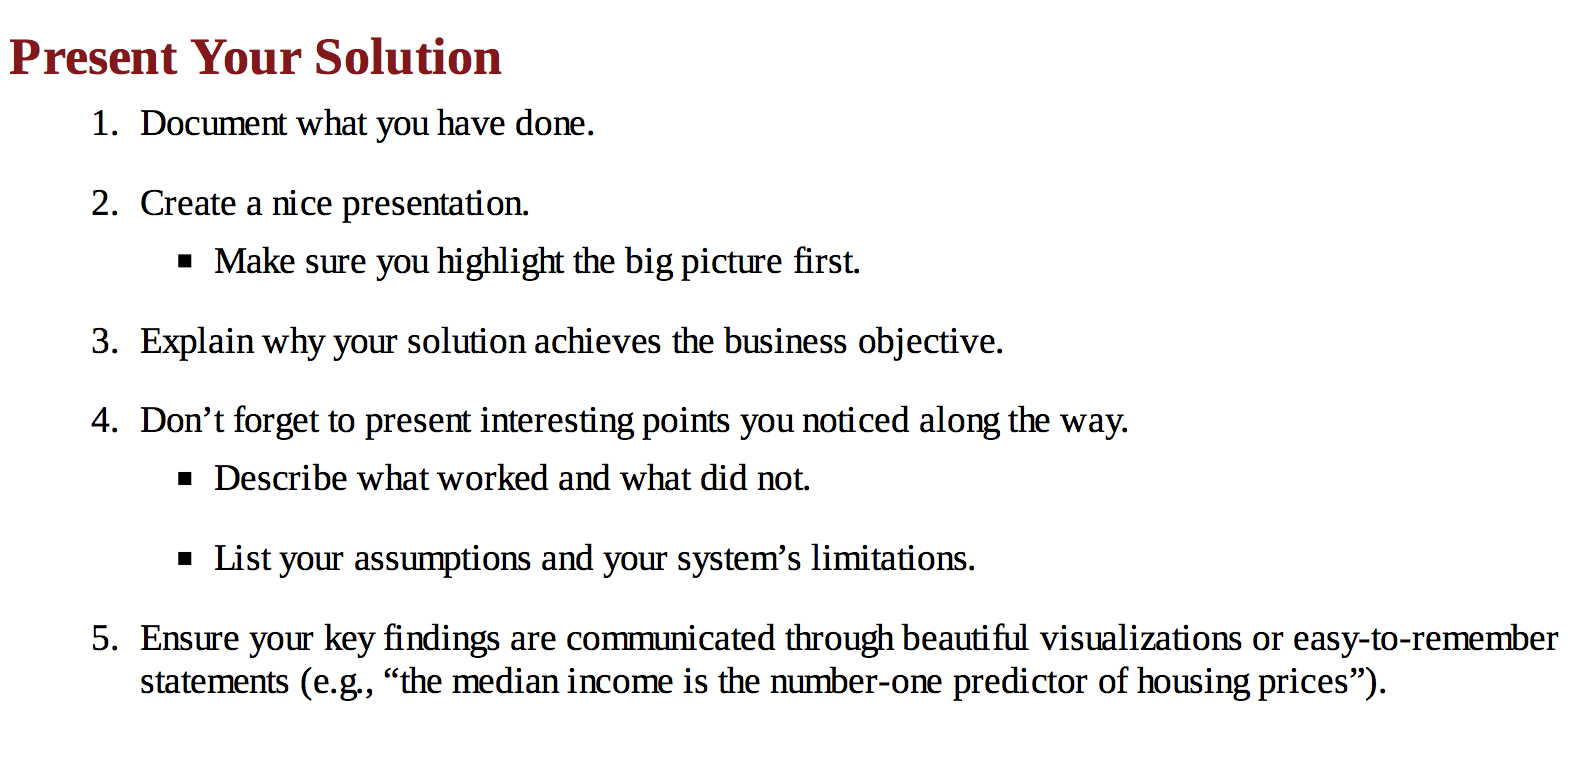 Present Your Solution
1. Document what you have done.
2. Create a nice presentation.
▪ Make sure you highlight the big picture first.
3. Explain why your solution achieves the business objective.
4. Don’t forget to present interesting points you noticed along the way.
▪ Describe what worked and what did not.
▪ List your assumptions and your system’s limitations.
5. Ensure your key findings are communicated through beautiful visualizations or easy-to-remember
statements (e.g., “the median income is the number-one predictor of housing prices”).